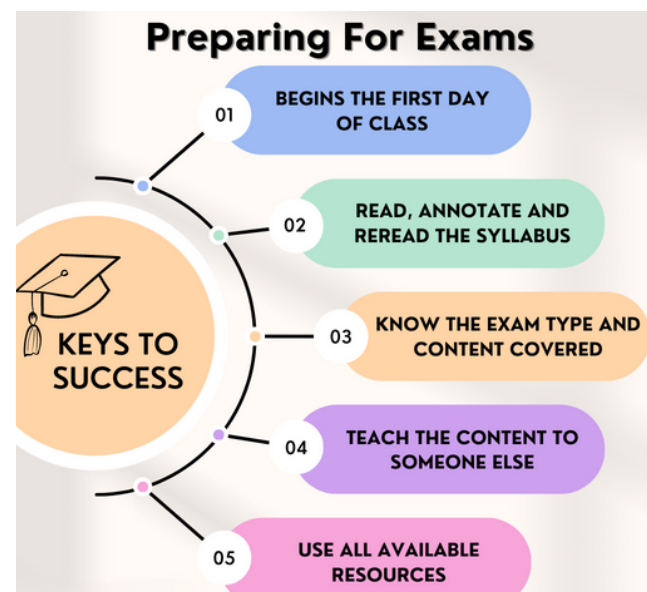 Preparing For Exams
01
BEGINS THE FIRST DAY
OF CLASS
02
READ, ANNOTATE AND
REREAD THE SYLLABUS
KEYS TO
SUCCESS
03
KNOW THE EXAM TYPE AND
CONTENT COVERED
04
TEACH THE CONTENT TO
SOMEONE ELSE
05
USE ALL AVAILABLE
RESOURCES